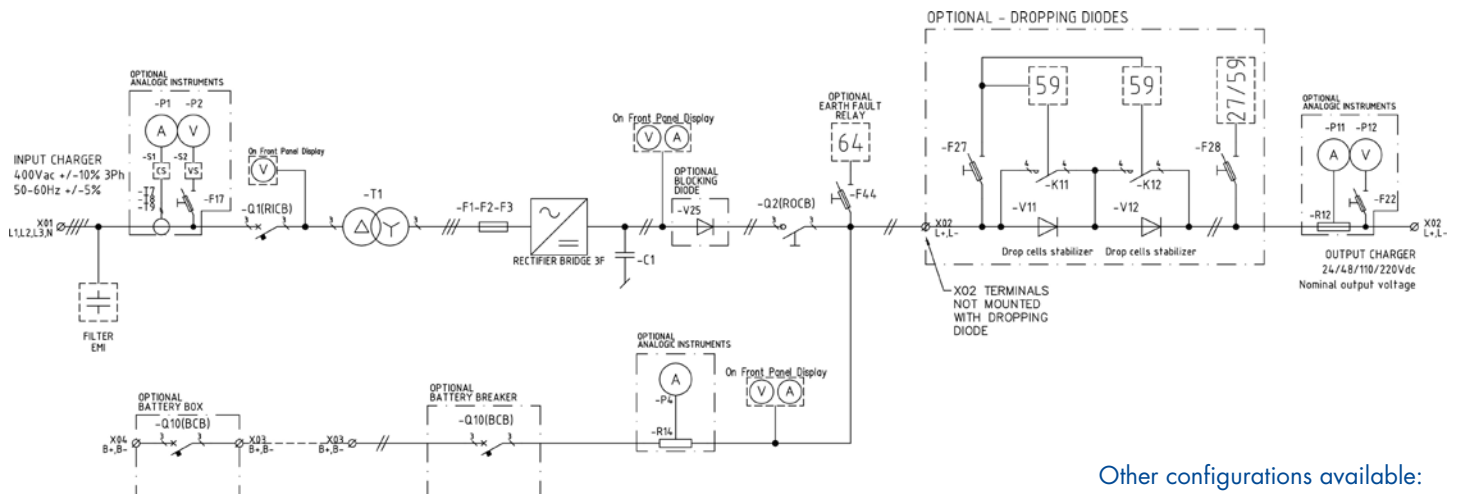 OPTIONAL - DROPPING DIODES
OPTIONAL
ANALOGIC INSTRUMENTS
-P1 -P2
A V
-S1 -S2
CS VS
-T7
-T8
-T9
-F17
INPUT CHARGER
400Vac +/-10% 3Ph
50-60Hz +/-5%
X01
L1,L2,L3,N
FILTER
EMI
On Front Panel Display
V
-Q1(RICB)
-T1
-F1-F2-F3
RECTIFIER BRIDGE 3F
-C1
On Front Panel Display
V A
OPTIONAL
BLOCKING
DIODE
-V25
-Q2(ROCB)
OPTIONAL
EARTH FAULT
RELAY
64
-F44
X02
L+,L-
X02 TERMINALS
NOT MOUNTED
WITH DROPPING
DIODE
-F27
59
59
27/59
-K11
-K12
-F28
-V11
-V12
Drop cells stabilizer
Drop cells stabilizer
OPTIONAL
ANALOGIC INSTRUMENTS
-P11 -P12
A V
-F22
-R12
X02
L+,L-
OUTPUT CHARGER
24/48/110/220Vdc
Nominal output voltage
OPTIONAL
BATTERY BOX
-Q10(BCB)
X04
B+,B-
X03
B+,B-
X03
B+,B-
OPTIONAL
BATTERY BREAKER
-Q10(BCB)
OPTIONAL
ANALOGIC INSTRUMENTS
A
-P4
-R14
On Front Panel Display
V A
Other configurations available: